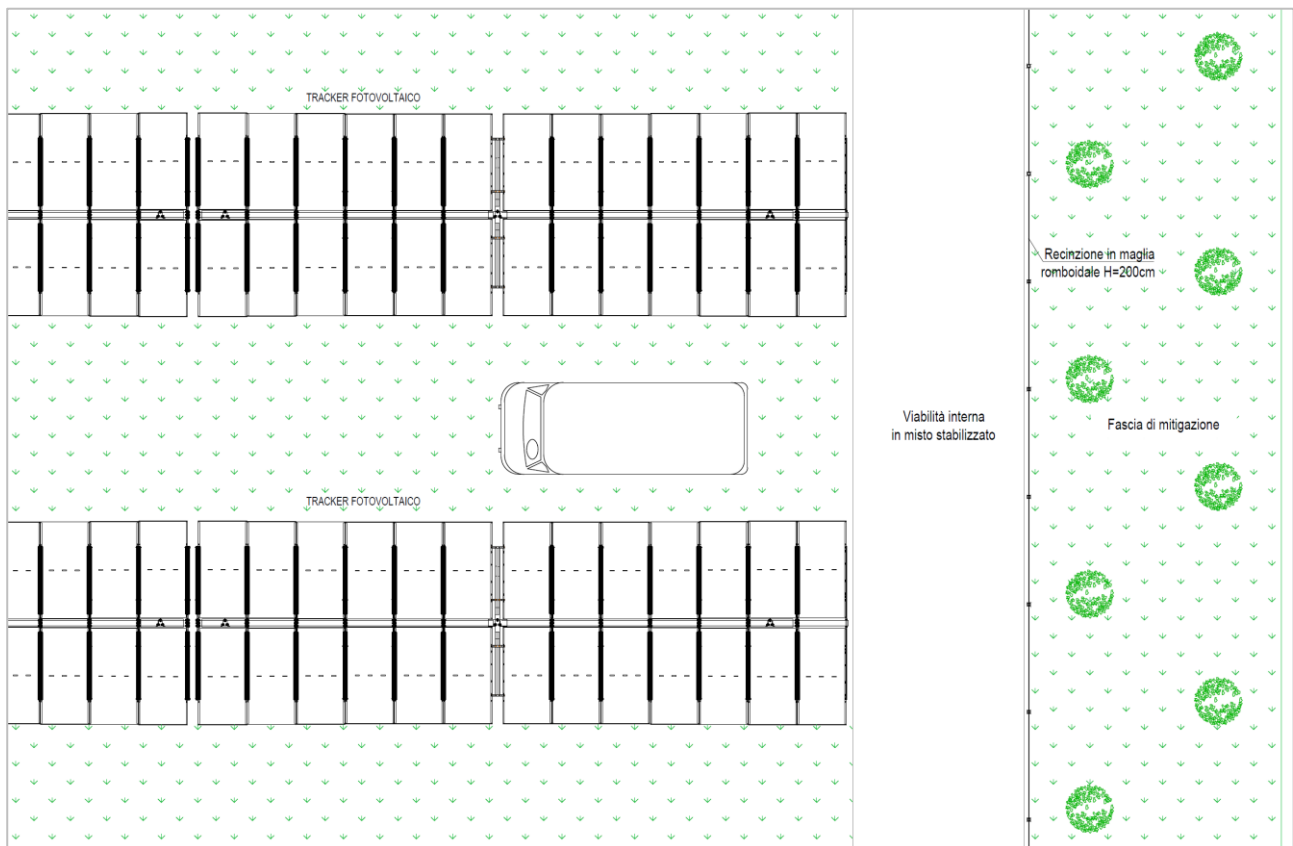 TRACKER FOTOVOLTAICO
Recinzione in maglia
romboidale H=200cm
Viabilità interna
in misto stabilizzato
Fascia di mitigazione
TRACKER FOTOVOLTAICO